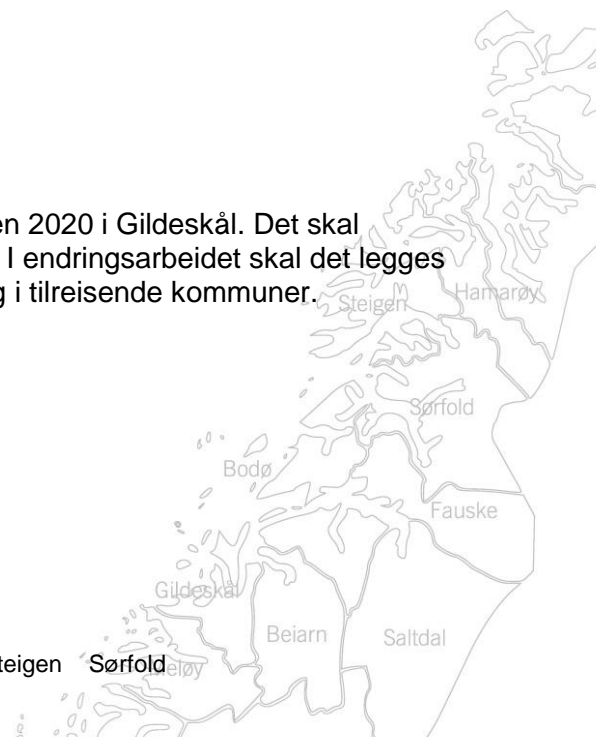 en 2020 i Gildeskål. Det skal
I endringsarbeidet skal det legges
g i tilreisende kommuner.
Steigen
Hamarøy
Sørfold
Bodø
Fauske
Gildeskål
Beiarn
Saltdal
teigen Sørfold
eløy